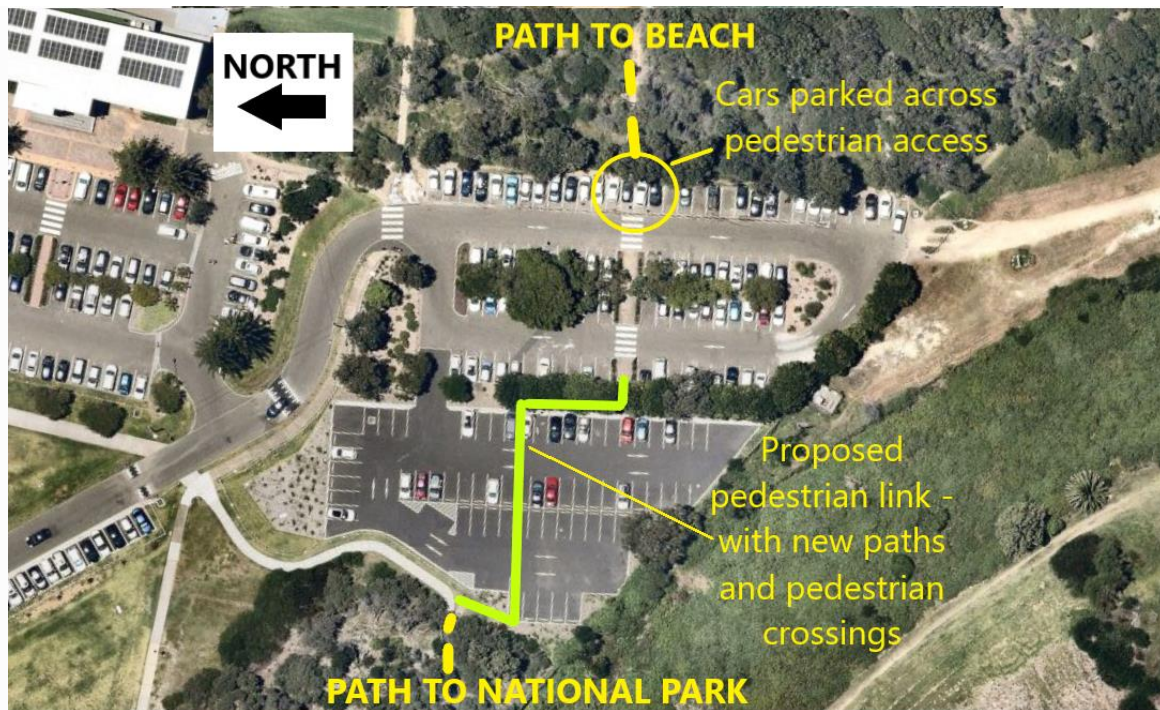 NORTH
PATH TO BEACH
Cars parked across
pedestrian access
Proposed
pedestrian link -
with new paths
and pedestrian
crossings
PATH TO NATIONAL PARK